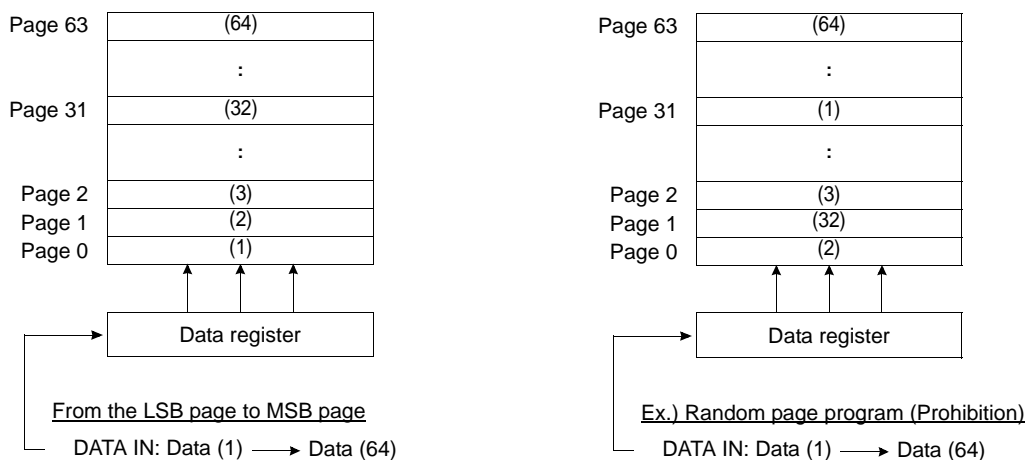 Page 63 (64)
:
Page 31 (32)
:
Page 2 (3)
Page 1 (2)
Page 0 (1)
Data register
From the LSB page to MSB page
DATA IN: Data (1) Data (64)
Page 63 (64)
:
Page 31 (1)
:
Page 2 (3)
Page 1 (32)
Page 0 (2)
Data register
Ex.) Random page program (Prohibition)
DATA IN: Data (1) Data (64)